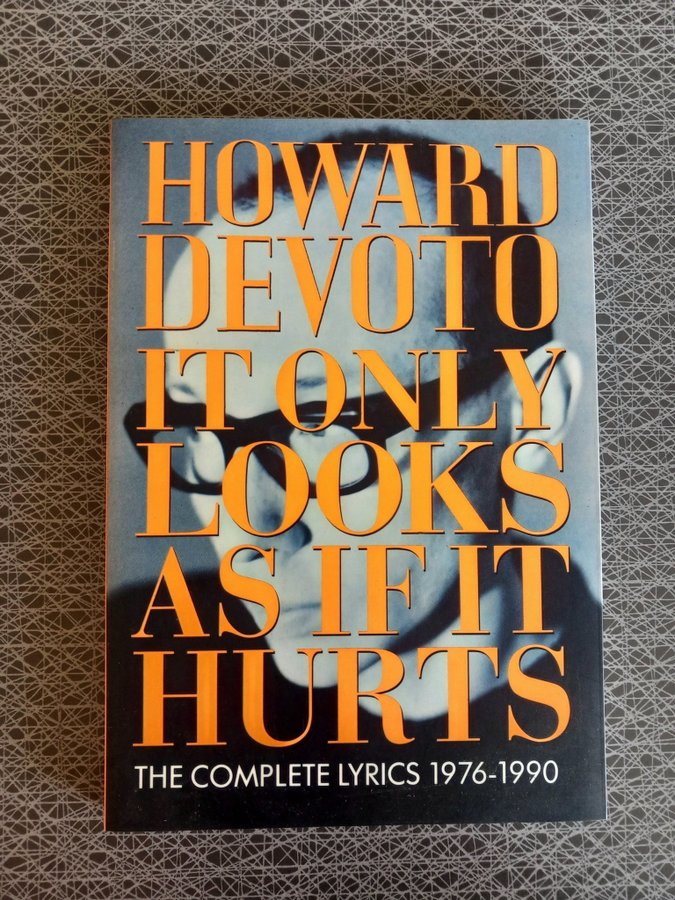 HOWARD
DEVOTO
IT ONLY
LOOKS
AS IF IT
HURTS
THE COMPLETE LYRICS 1976-1990